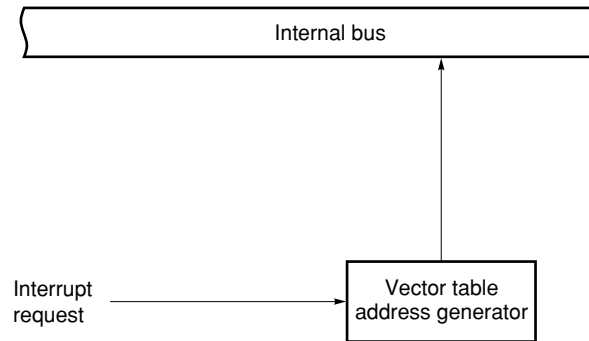 Internal bus
Interrupt
request
Vector table
address generator